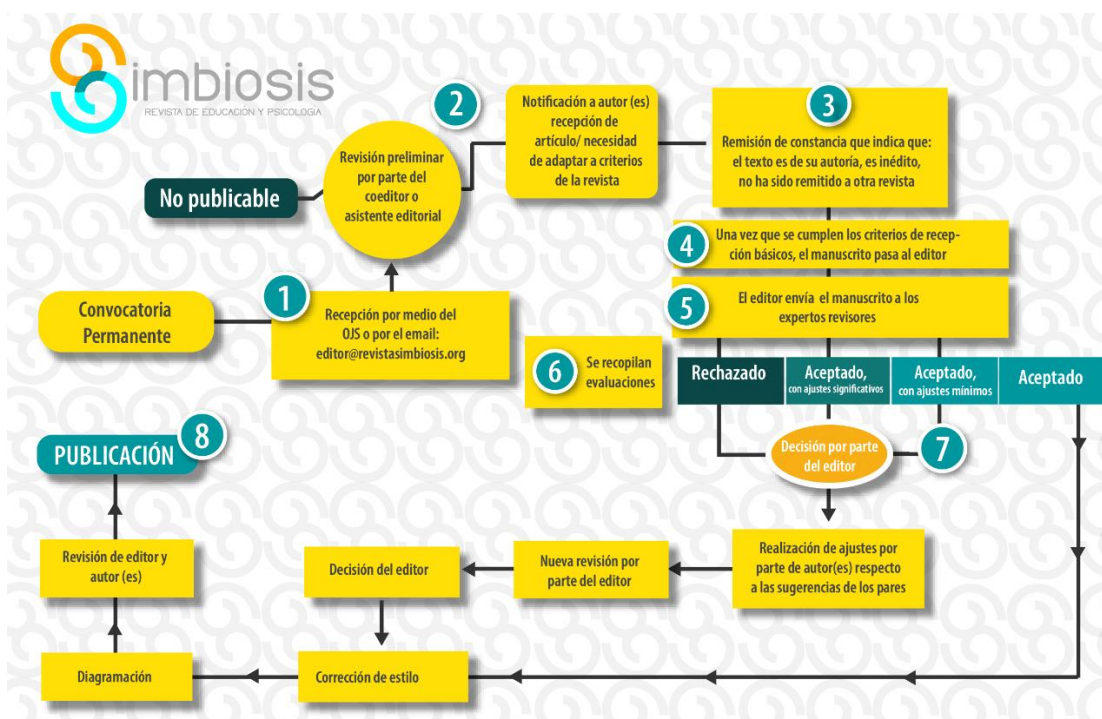 Simbiosis
REVISTA DE EDUCACIÓN Y PSICOLOGÍA
Convocatoria
Permanente
1
Recepción por medio del
OJS o por el email:
editor@revistasimbiosis.org
No publicable
Revisión preliminar
por parte del
coeditor o
asistente editorial
2
Notificación a autor (es)
recepción de
artículo/ necesidad
de adaptar a criterios
de la revista
3
Remisión de constancia que indica que:
el texto es de su autoría, es inédito,
no ha sido remitido a otra revista
4
Una vez que se cumplen los criterios de recep-
ción básicos, el manuscrito pasa al editor
5
El editor envía el manuscrito a los
expertos revisores
6
Se recopilan
evaluaciones
Rechazado
Aceptado,
con ajustes significativos
Aceptado,
con ajustes mínimos
Aceptado
7
Decisión por parte
del editor
Realización de ajustes por
parte de autor(es) respecto
a las sugerencias de los pares
Nueva revisión por
parte del editor
Decisión del editor
Corrección de estilo
Diagramación
Revisión de editor y
autor (es)
PUBLICACIÓN
8